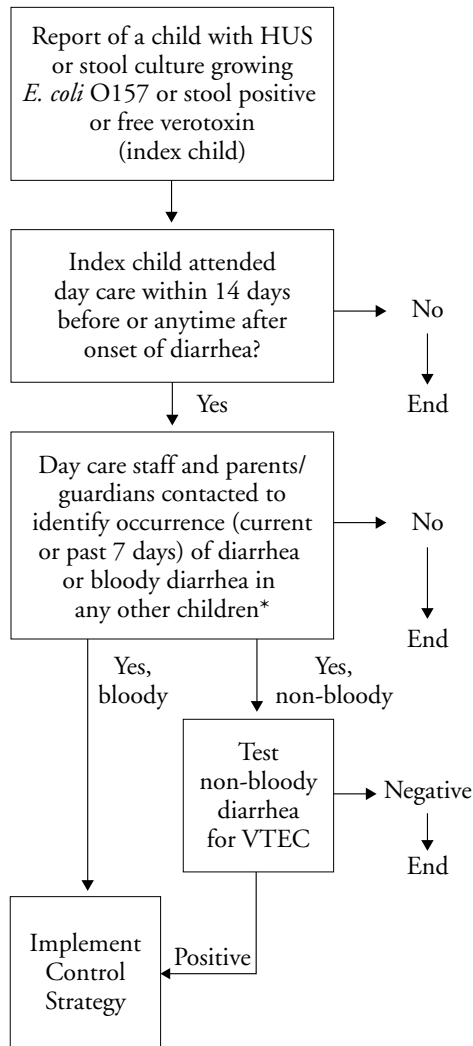 Report of a child with HUS
or stool culture growing
E. coli O157 or stool positive
or free verotoxin
(index child)
Index child attended
day care within 14 days
before or anytime after
onset of diarrhea?
No
End
Yes
Day care staff and parents/
guardians contacted to
identify occurrence (current
or past 7 days) of diarrhea
or bloody diarrhea in
any other children*
No
End
Yes,
bloody
Yes,
non-bloody
Test
non-bloody
diarrhea
for VTEC
Negative
End
Implement
Control
Strategy
Positive